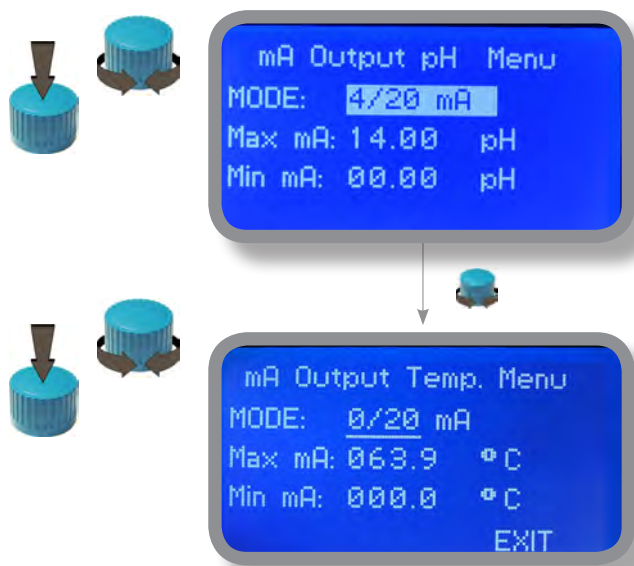 mA Output pH Menu
MODE: 4/20 mA
Max mA: 14.00 pH
Min mA: 00.00 pH
mA Output Temp. Menu
MODE: 0/20 mA
Max mA: 063.9 °C
Min mA: 000.0 °C
EXIT